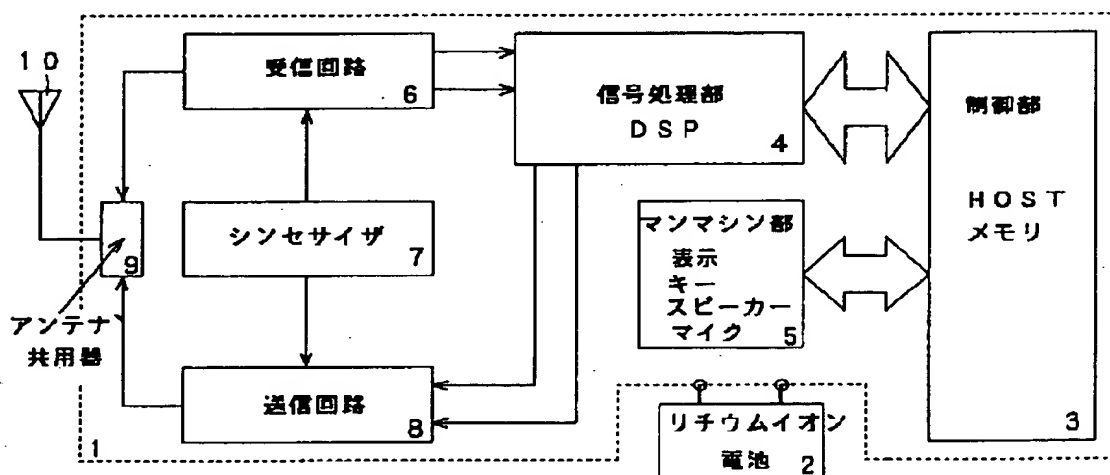 10
受信回路
6
信号処理部
DSP
4
制御部
HOST
メモリ
3
シンセサイザ
7
マンマシン部
表示
キー
スピーカー
マイク
5
9
アンテナ
共用器
送信回路
8
1
リチウムイオン
電池
2